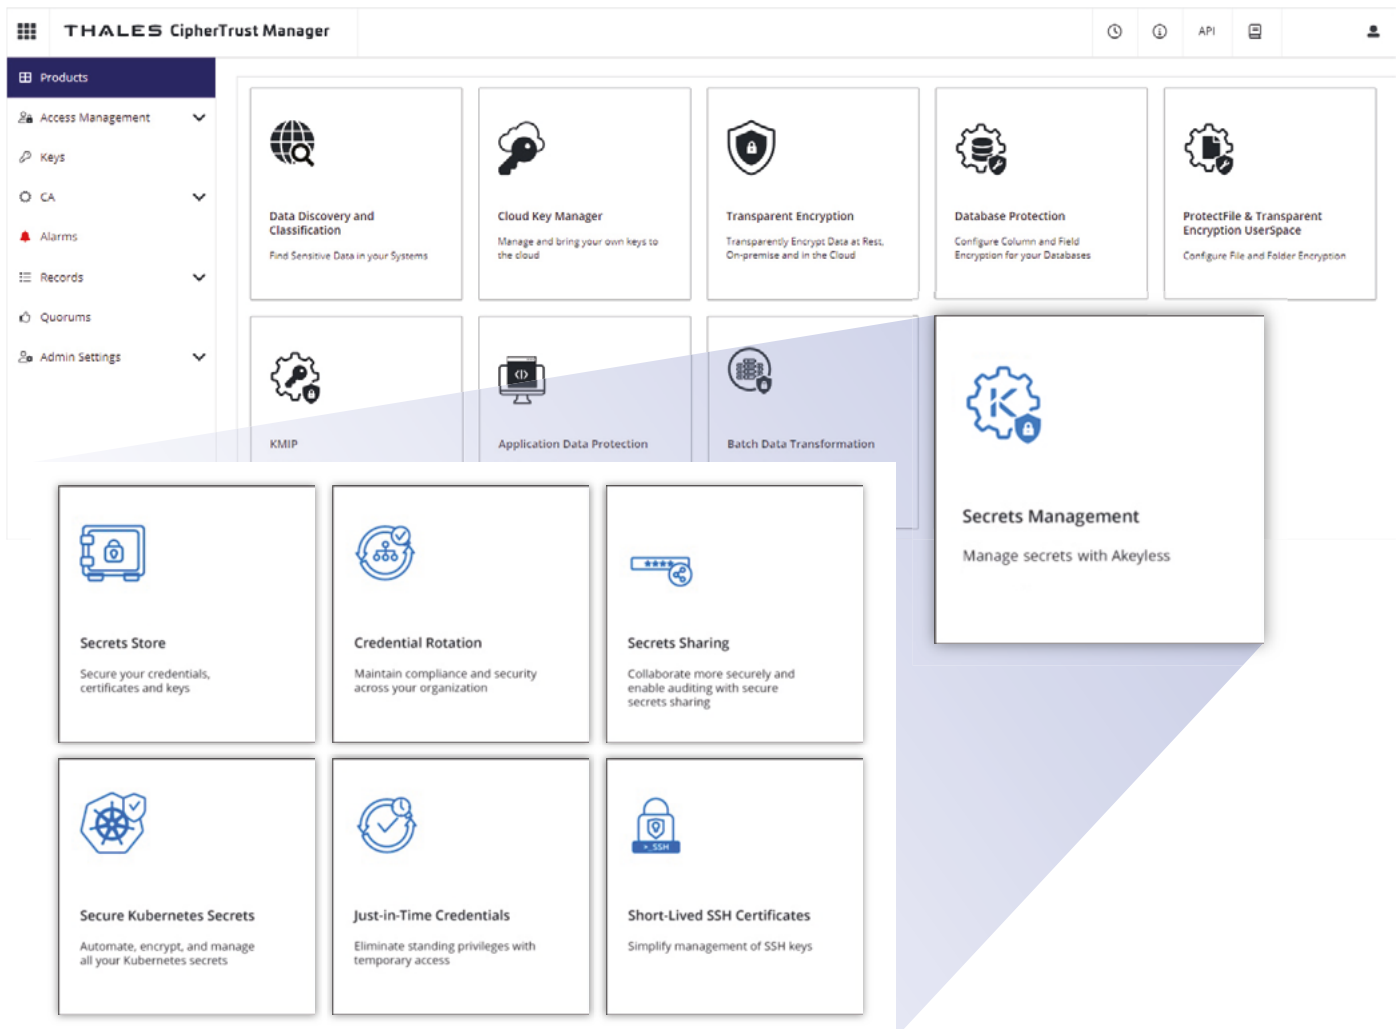 THALES CipherTrust Manager
API
Products
Access Management
Keys
CA
Alarms
Records
Quorums
Admin Settings
Data Discovery and
Classification
Find Sensitive Data in your Systems
Cloud Key Manager
Manage and bring your own keys to
the cloud
Transparent Encryption
Transparently Encrypt Data at Rest,
On-premise and in the Cloud
Database Protection
Configure Column and Field
Encryption for your Databases
ProtectFile & Transparent
Encryption UserSpace
Configure File and Folder Encryption
KMIP
Application Data Protection
Batch Data Transformation
K
Secrets Management
Manage secrets with Akeyless
****
Secrets Store
Secure your credentials,
certificates and keys
Credential Rotation
Maintain compliance and security
across your organization
Secrets Sharing
Collaborate more securely and
enable auditing with secure
secrets sharing
>_SSH
Secure Kubernetes Secrets
Automate, encrypt, and manage
all your Kubernetes secrets
Just-in-Time Credentials
Eliminate standing privileges with
temporary access
Short-Lived SSH Certificates
Simplify management of SSH keys